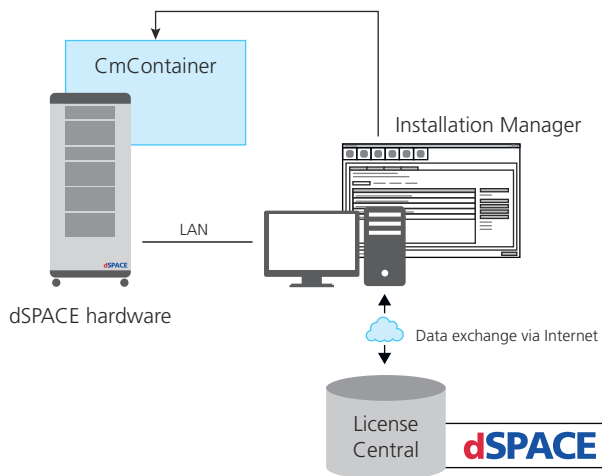 CmContainer
Installation Manager
LAN
dSPACE
dSPACE hardware
Data exchange via Internet
License
Central
dSPACE